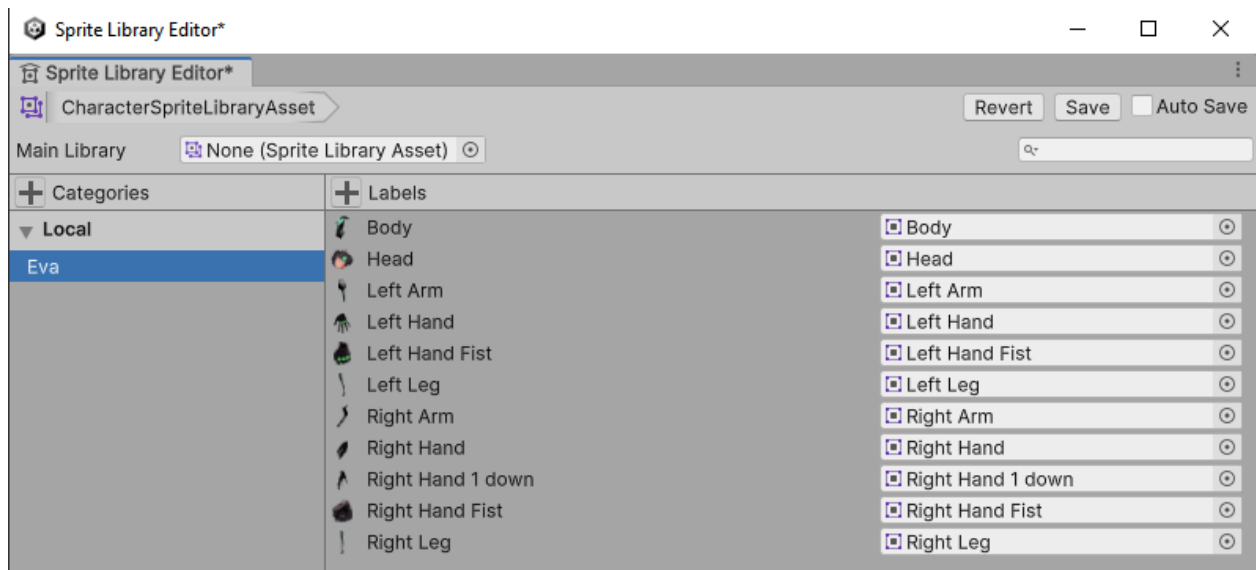 Sprite Library Editor*
Sprite Library Editor*
CharacterSpriteLibraryAsset Revert Save Auto Save
Main Library None (Sprite Library Asset)
Categories Labels
Local
Eva
Body Body
Head Head
Left Arm Left Arm
Left Hand Left Hand
Left Hand Fist Left Hand Fist
Left Leg Left Leg
Right Arm Right Arm
Right Hand Right Hand
Right Hand 1 down Right Hand 1 down
Right Hand Fist Right Hand Fist
Right Leg Right Leg